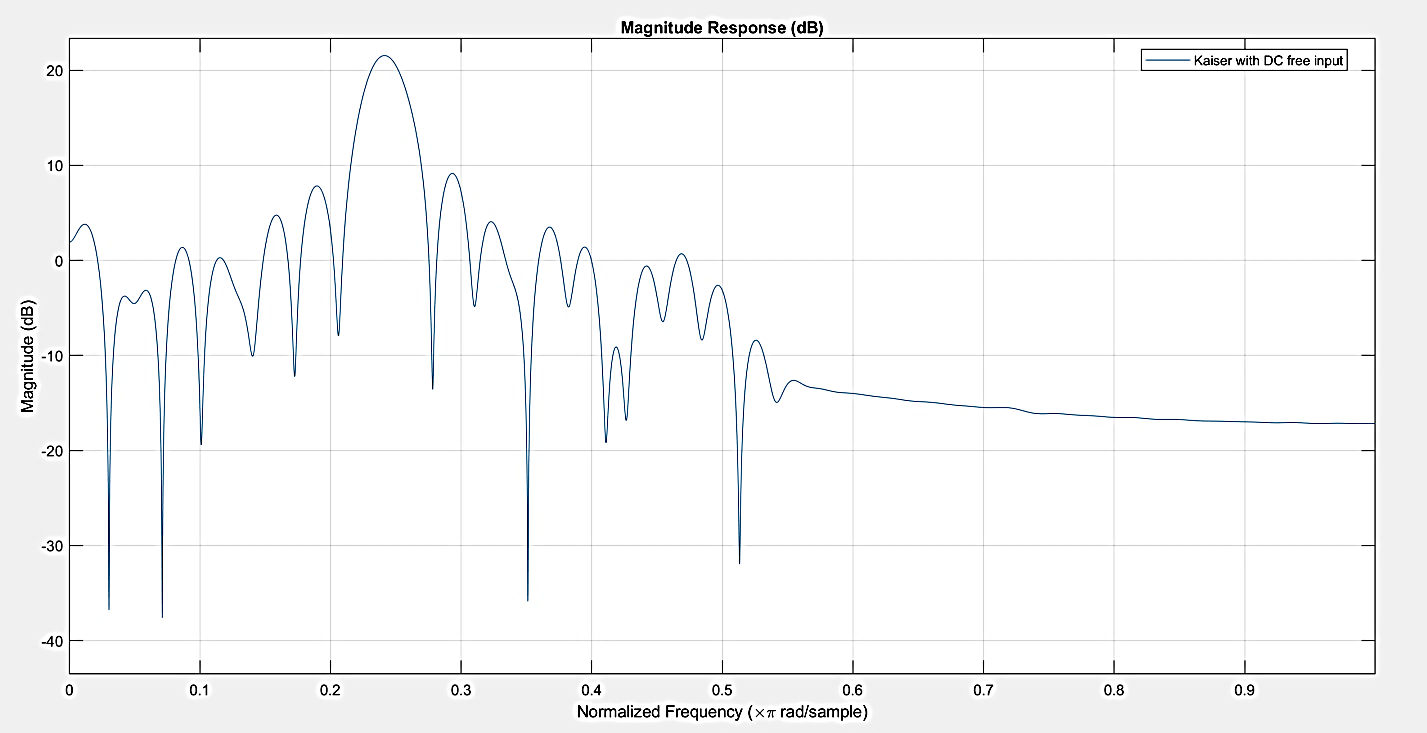 Magnitude Response (dB)
Kaiser with DC free input
Magnitude (dB)
20
10
0
-10
-20
-30
-40
0 0.1 0.2 0.3 0.4 0.5 0.6 0.7 0.8 0.9
Normalized Frequency (×π rad/sample)